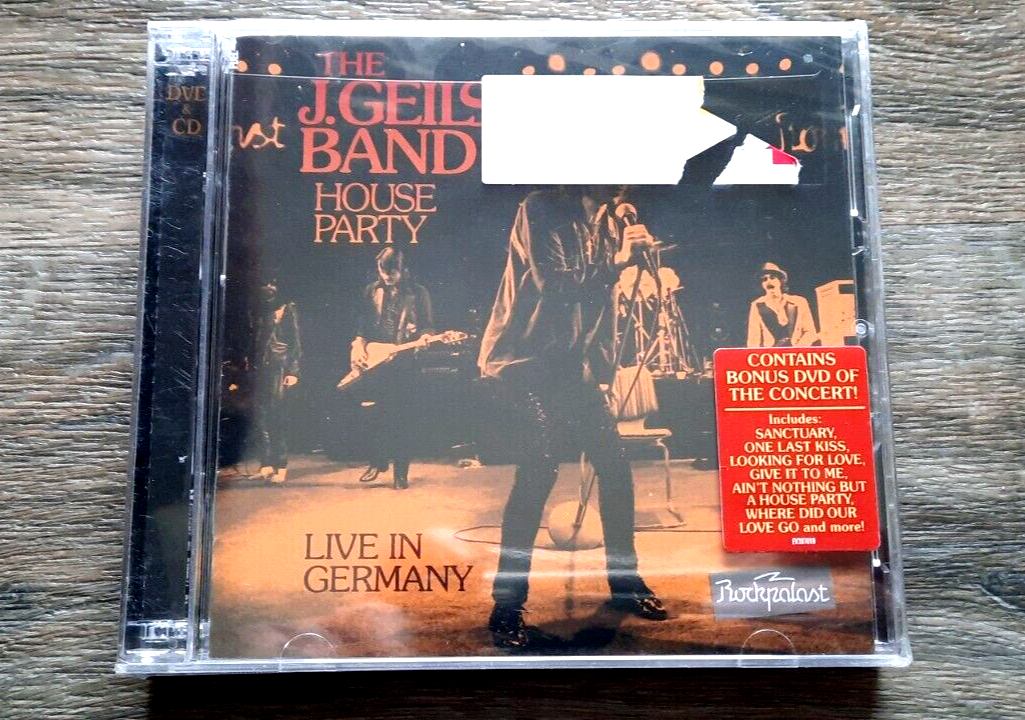 DVD
&
CD
THE
J.GEILS
BAND
HOUSE
PARTY
CONTAINS
BONUS DVD OF
THE CONCERT!
Includes:
SANCTUARY,
ONE LAST KISS,
LOOKING FOR LOVE,
GIVE IT TO ME,
AIN'T NOTHING BUT
A HOUSE PARTY,
WHERE DID OUR
LOVE GO and more!
LIVE IN
GERMANY
Rockpalast